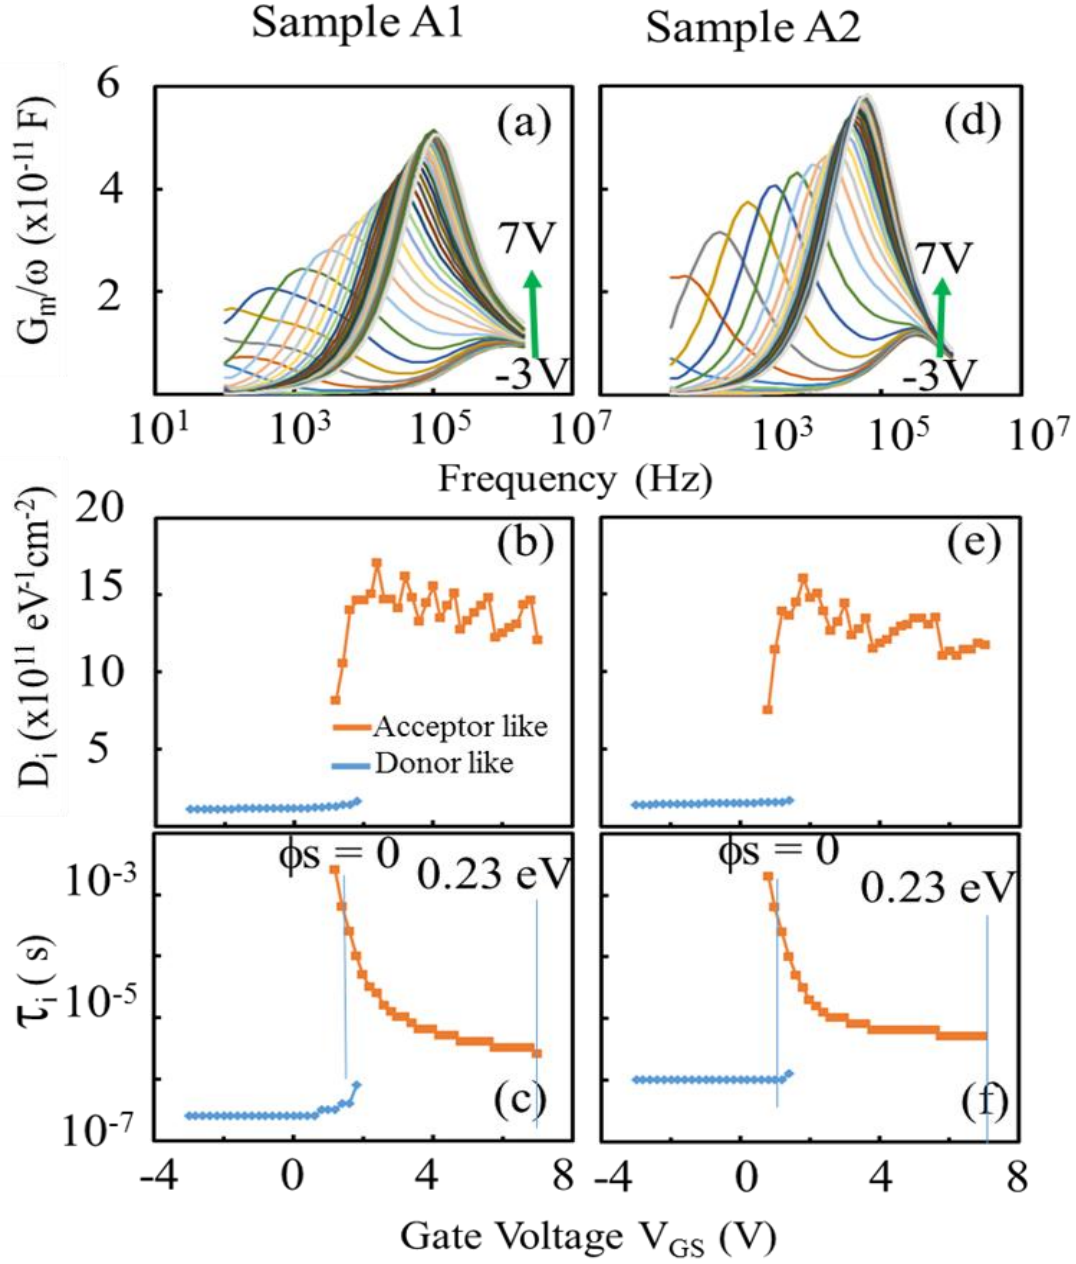 Sample A1
Sample A2
Gm/ω (x10⁻¹¹ F)
6
4
2
(a)
7V
-3V
(d)
7V
-3V
10¹ 10³ 10⁵ 10⁷ 10³ 10⁵ 10⁷
Frequency (Hz)
Di (x10¹¹ eV⁻¹cm⁻²)
20
15
10
5
(b)
Acceptor like
Donor like
(e)
τi ( s)
10⁻³
10⁻⁵
10⁻⁷
ϕs = 0
0.23 eV
(c)
ϕs = 0
0.23 eV
(f)
-4 0 4 8 -4 0 4 8
Gate Voltage VGS (V)